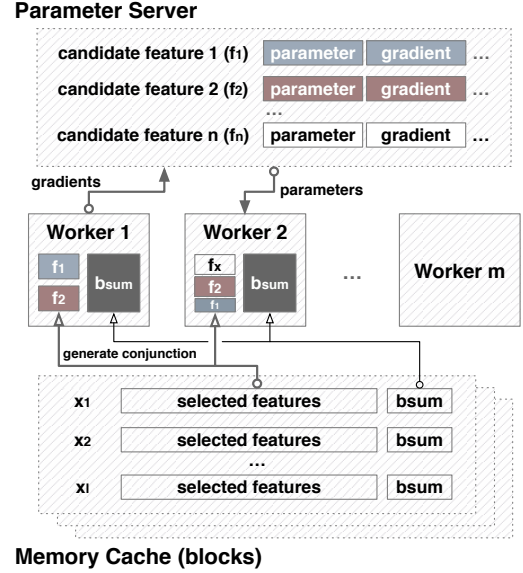 Parameter Server
candidate feature 1 (f1) parameter gradient ...
candidate feature 2 (f2) parameter gradient ...
...
candidate feature n (fn) parameter gradient ...
gradients
parameters
Worker 1 Worker 2
Worker m
f1 f2 bsum
fx f2 f1 bsum
...
generate conjunction
x1 selected features bsum
x2 selected features bsum
...
xl selected features bsum
Memory Cache (blocks)